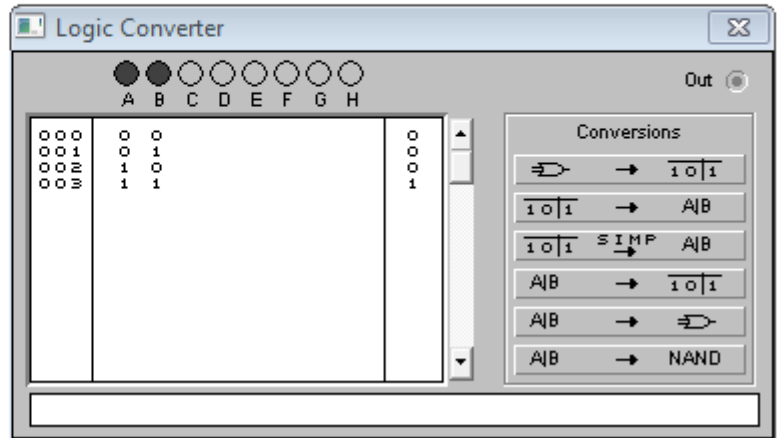 Logic Converter
A B C D E F G H
Out
000 0 0 0
001 0 1 0
002 1 0 0
003 1 1 1
Conversions
→ 1 0 1
1 0 1 → A|B
1 0 1 SIMP → A|B
A|B → 1 0 1
A|B →
A|B → NAND